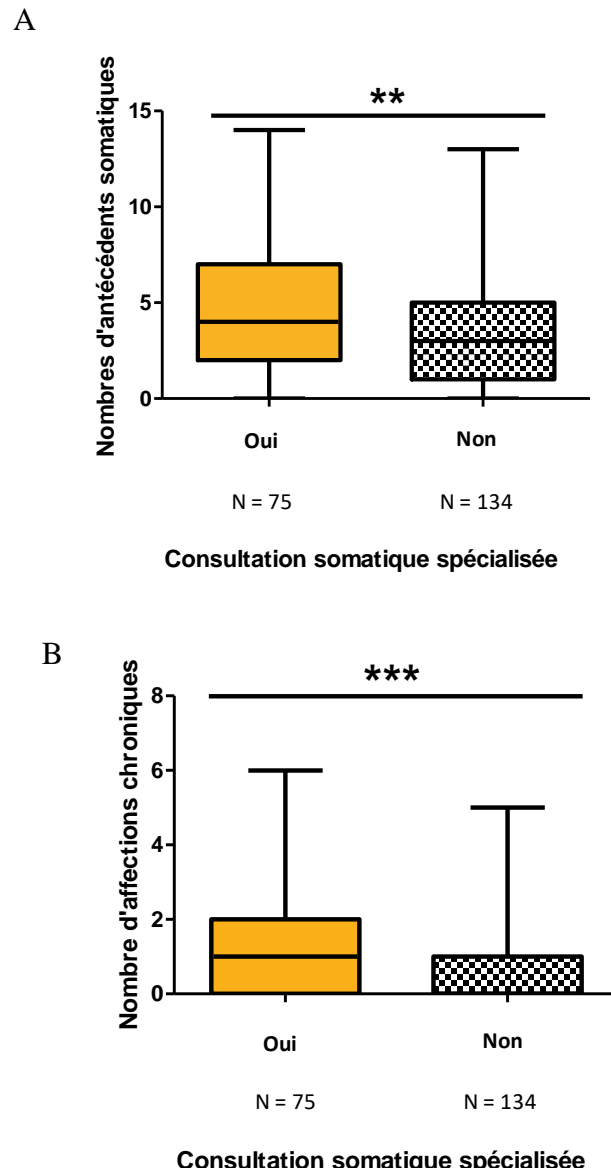 A
Nombres d'antécédents somatiques
15
10
5
0
**
Oui
Non
N = 75
N = 134
Consultation somatique spécialisée
B
Nombre d'affections chroniques
8
6
4
2
0
***
Oui
Non
N = 75
N = 134
Consultation somatique spécialisée